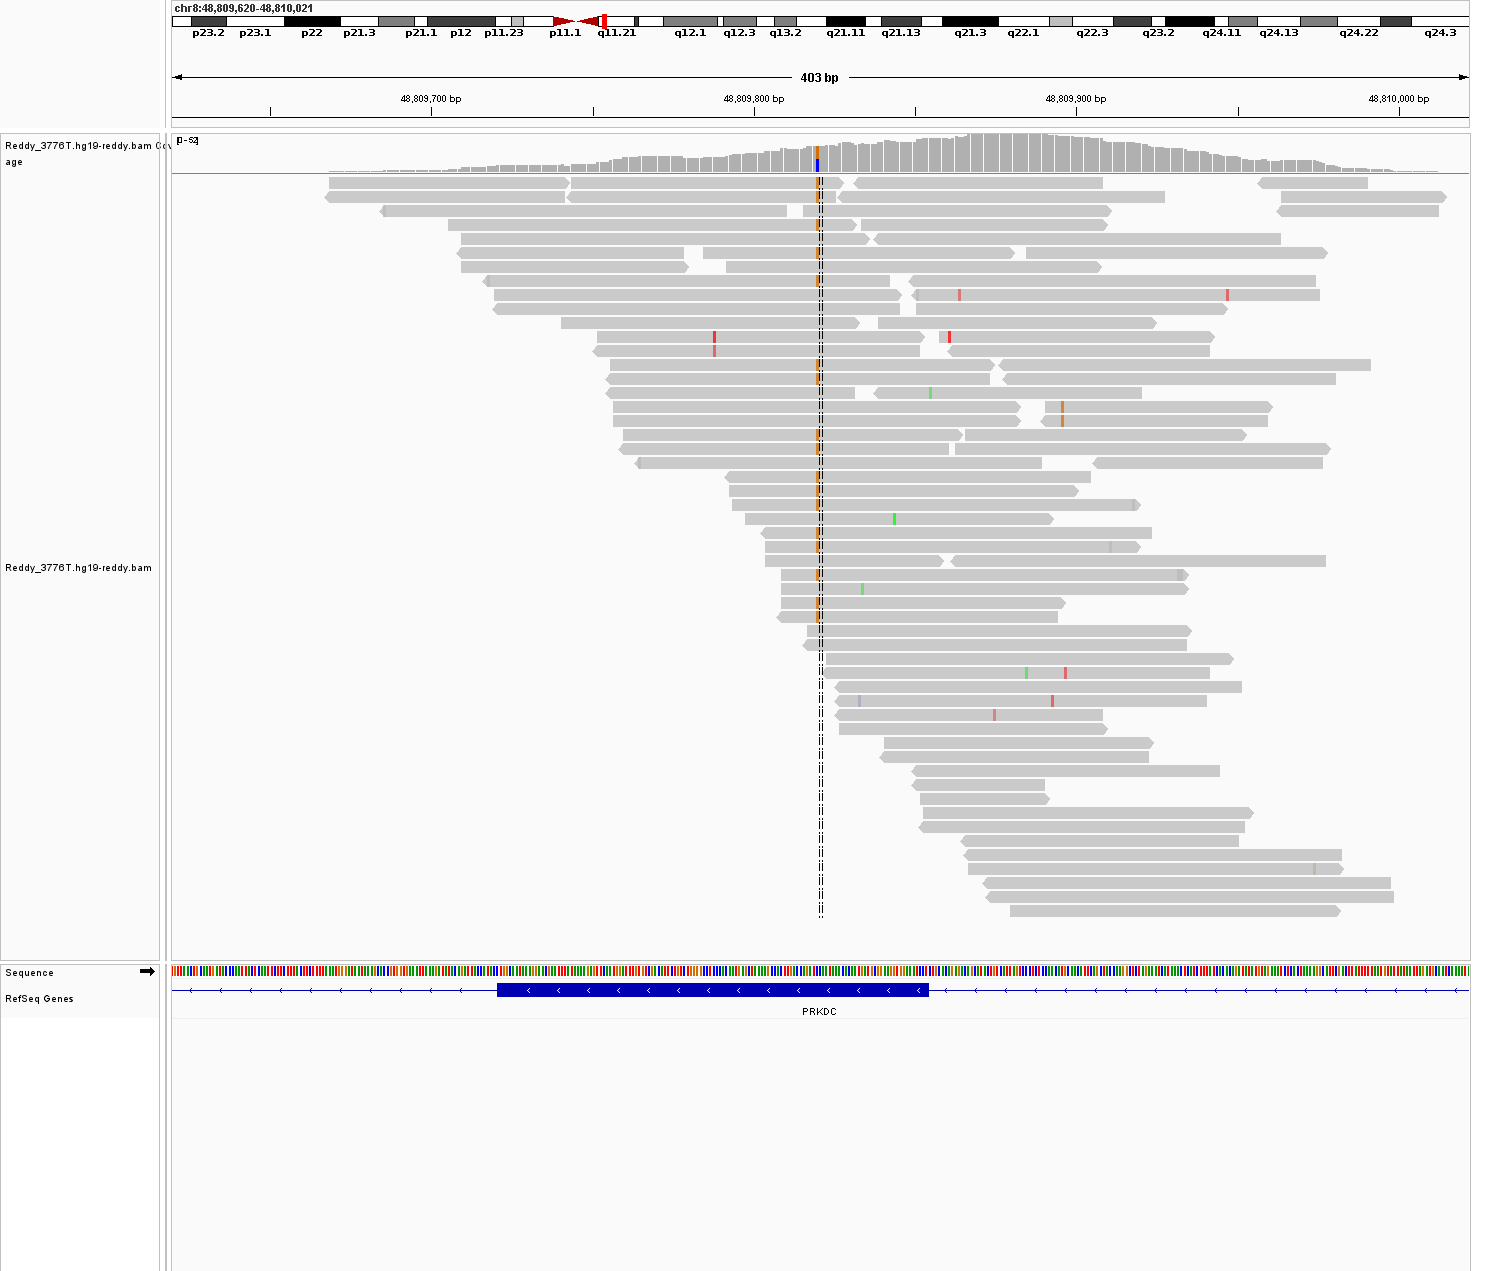 chr8:48,809,620-48,810,021
p23.2 p23.1 p22 p21.3 p21.1 p12 p11.23 p11.1 q11.21 q12.1 q12.3 q13.2 q21.11 q21.13 q21.3 q22.1 q22.3 q23.2 q24.11 q24.13 q24.22 q24.3
403 bp
48,809,700 bp 48,809,800 bp 48,809,900 bp 48,810,000 bp
Reddy_3776T.hg19-reddy.bam Cov
age
[0-52]
Reddy_3776T.hg19-reddy.bam
Sequence
RefSeq Genes
PRKDC